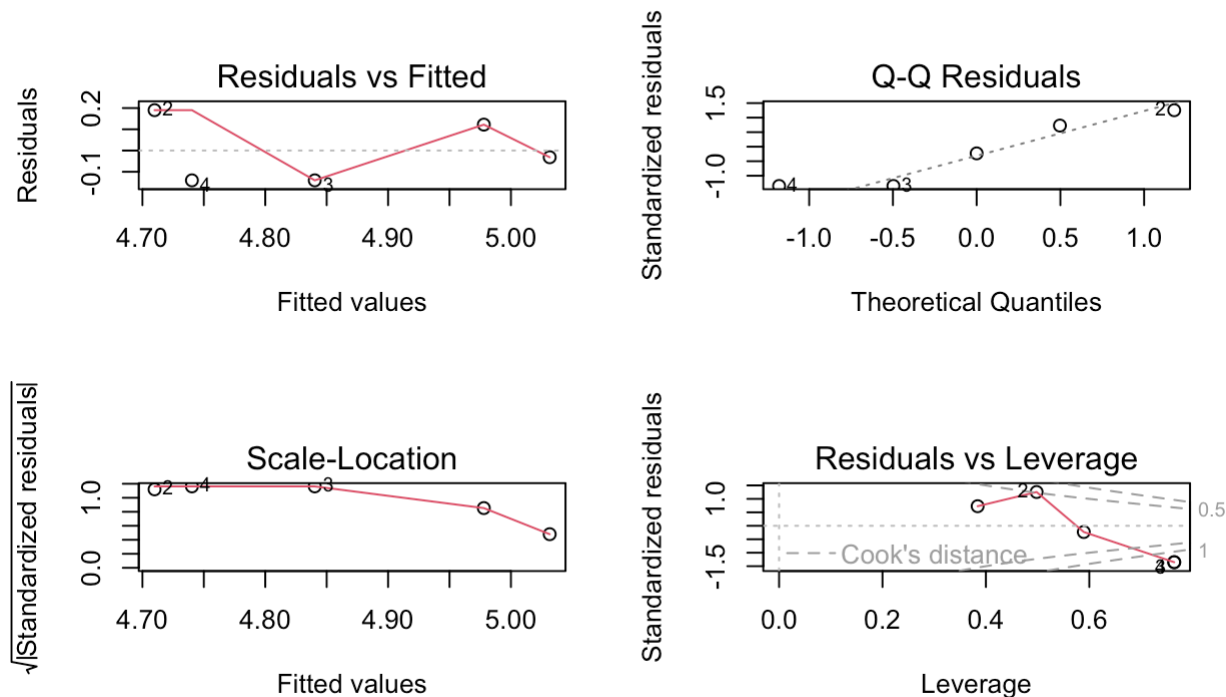 Residuals vs Fitted
Residuals
0.2
-0.1
2
4
3
4.70 4.80 4.90 5.00
Fitted values
Q-Q Residuals
Standardized residuals
1.5
-1.0
2
4
3
-1.0 -0.5 0.0 0.5 1.0
Theoretical Quantiles
Scale-Location
√|Standardized residuals|
1.0
0.0
2
4
3
4.70 4.80 4.90 5.00
Fitted values
Residuals vs Leverage
Standardized residuals
1.0
-1.5
2
0.5
1
Cook's distance
0.0 0.2 0.4 0.6
Leverage